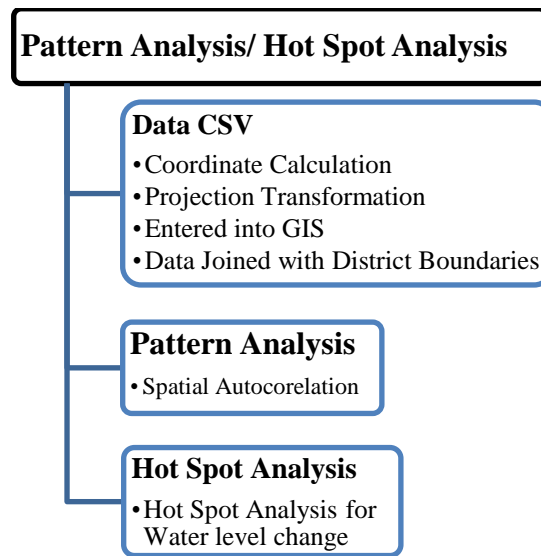 Pattern Analysis/ Hot Spot Analysis
Data CSV
•Coordinate Calculation
•Projection Transformation
•Entered into GIS
•Data Joined with District Boundaries
Pattern Analysis
•Spatial Autocorelation
Hot Spot Analysis
•Hot Spot Analysis for
Water level change